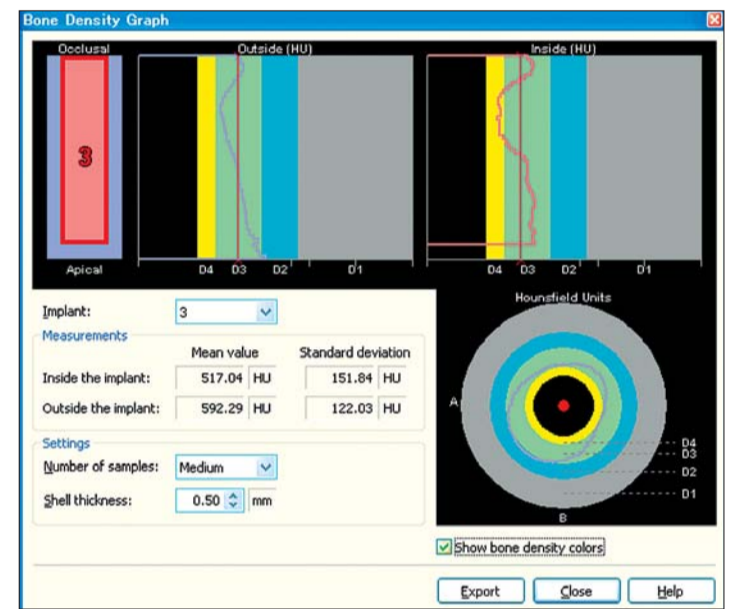 Bone Density Graph
Occlusal Outside (HU) Inside (HU)
3
Apical D4 D3 D2 D1 D4 D3 D2 D1
Implant: 3
Hounsfield Units
Measurements
Mean value Standard deviation
Inside the implant: 517.04 HU 151.84 HU
Outside the implant: 592.29 HU 122.03 HU
A
Settings
Number of samples: Medium
Shell thickness: 0.50 mm
D4
D3
D2
D1
B
Show bone density colors
Export Close Help